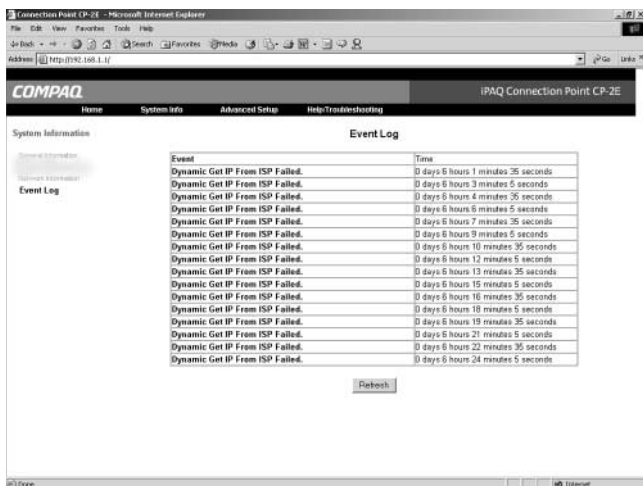 Connection Point CP-2E - Microsoft Internet Explorer
File Edit View Favorites Tools Help
Back Search Favorites Media
Address http://192.168.1.1/ Go Links
COMPAQ iPAQ Connection Point CP-2E
Home System Info Advanced Setup Help/Troubleshooting
System Information
Event Log
General Information
Event Log
Event Time
Dynamic Get IP From ISP Failed. 0 days 6 hours 1 minutes 35 seconds
Dynamic Get IP From ISP Failed. 0 days 6 hours 3 minutes 5 seconds
Dynamic Get IP From ISP Failed. 0 days 6 hours 4 minutes 35 seconds
Dynamic Get IP From ISP Failed. 0 days 6 hours 6 minutes 5 seconds
Dynamic Get IP From ISP Failed. 0 days 6 hours 7 minutes 35 seconds
Dynamic Get IP From ISP Failed. 0 days 6 hours 9 minutes 5 seconds
Dynamic Get IP From ISP Failed. 0 days 6 hours 10 minutes 35 seconds
Dynamic Get IP From ISP Failed. 0 days 6 hours 12 minutes 5 seconds
Dynamic Get IP From ISP Failed. 0 days 6 hours 13 minutes 35 seconds
Dynamic Get IP From ISP Failed. 0 days 6 hours 15 minutes 5 seconds
Dynamic Get IP From ISP Failed. 0 days 6 hours 16 minutes 35 seconds
Dynamic Get IP From ISP Failed. 0 days 6 hours 18 minutes 5 seconds
Dynamic Get IP From ISP Failed. 0 days 6 hours 19 minutes 35 seconds
Dynamic Get IP From ISP Failed. 0 days 6 hours 21 minutes 5 seconds
Dynamic Get IP From ISP Failed. 0 days 6 hours 22 minutes 35 seconds
Dynamic Get IP From ISP Failed. 0 days 6 hours 24 minutes 5 seconds
Refresh
Done Internet